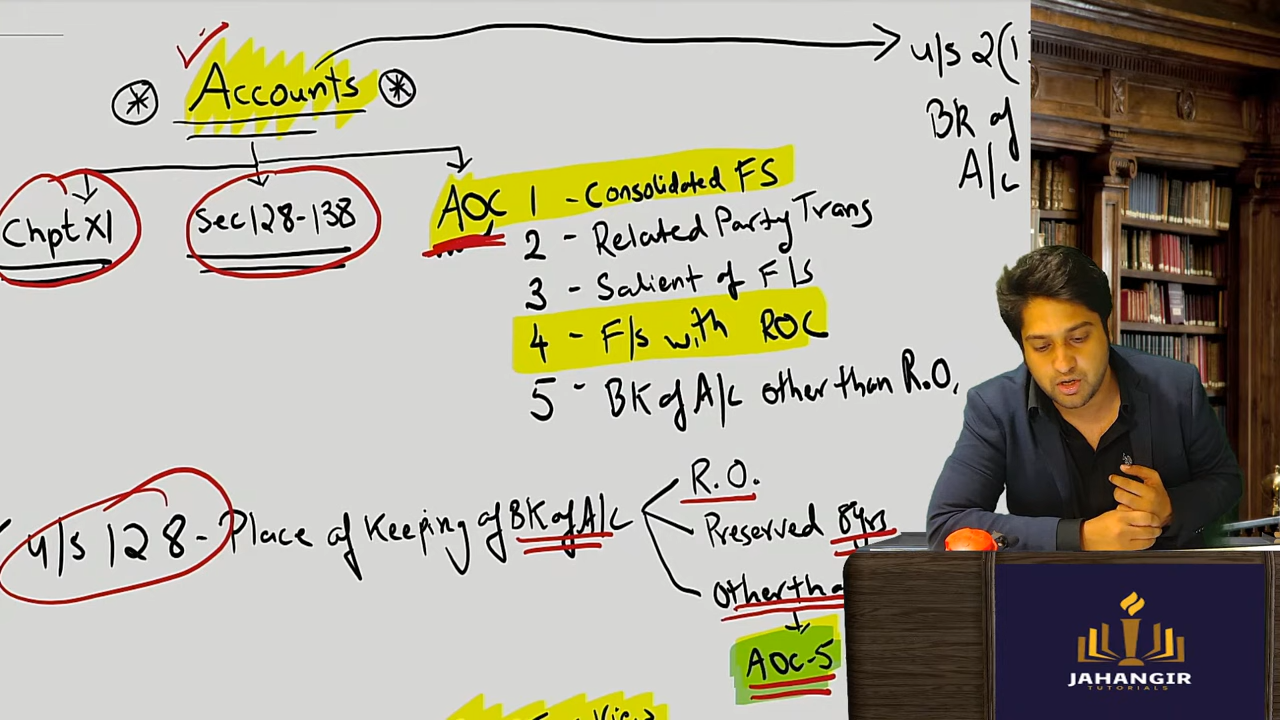 Accounts
u/s 2(1
BK of
A/c
Chpt XI
Sec 128-138
AOC 1 - Consolidated FS
2 - Related Party Trans
3 - Salient of F/S
4 - F/s with ROC
5 - BK of A/c other than R.O.
u/s 128 - Place of Keeping of BK of A/c
R.O.
Preserved 8yrs
Other tha
AOC-5
JAHANGIR
TUTORIALS